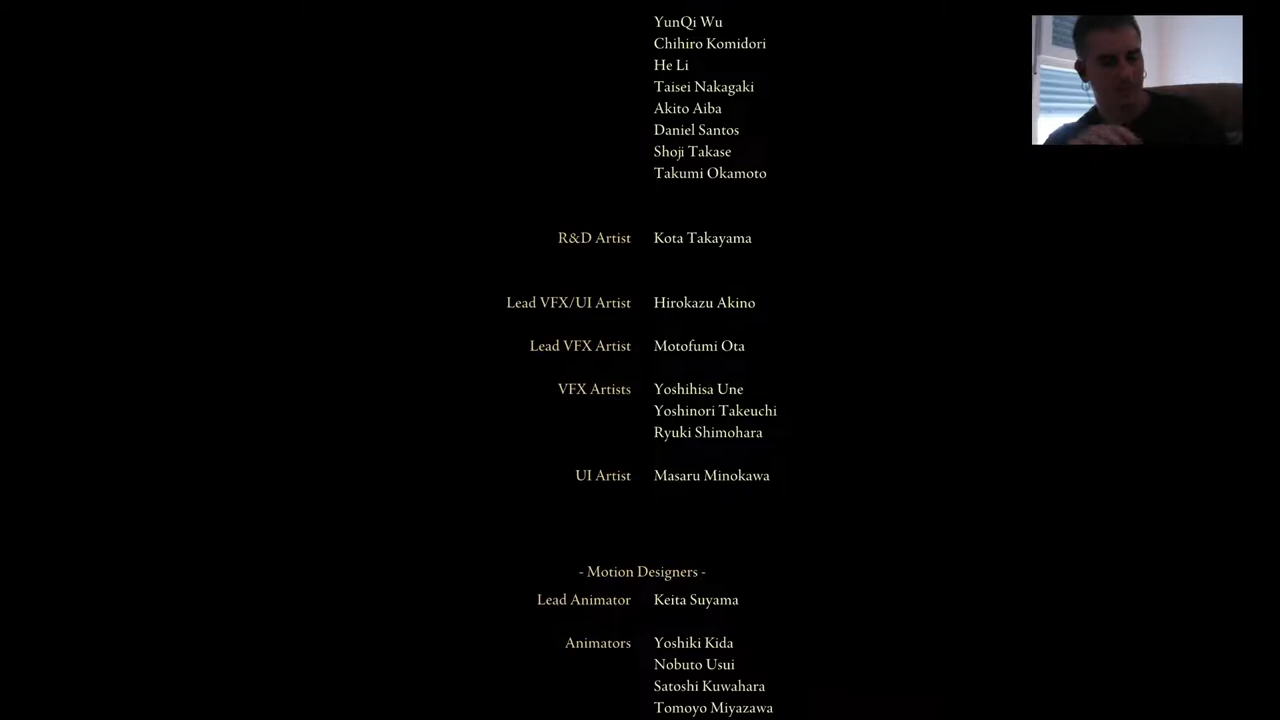 YunQi Wu
Chihiro Komidori
He Li
Taisei Nakagaki
Akito Aiba
Daniel Santos
Shoji Takase
Takumi Okamoto
R&D Artist Kota Takayama
Lead VFX/UI Artist Hirokazu Akino
Lead VFX Artist Motofumi Ota
VFX Artists Yoshihisa Une
Yoshinori Takeuchi
Ryuki Shimohara
UI Artist Masaru Minokawa
- Motion Designers -
Lead Animator Keita Suyama
Animators Yoshiki Kida
Nobuto Usui
Satoshi Kuwahara
Tomoyo Miyazawa